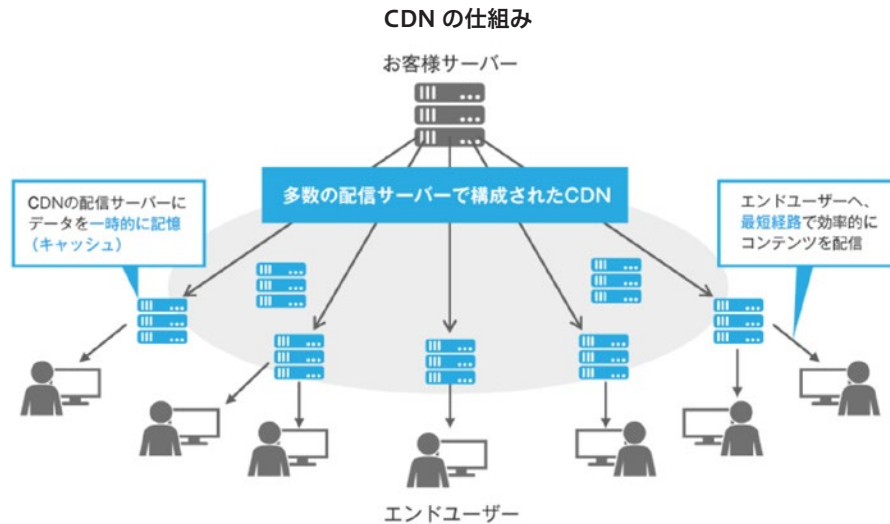 CDN の仕組み
お客様サーバー
多数の配信サーバーで構成されたCDN
CDNの配信サーバーに
データを一時的に記憶
（キャッシュ）
エンドユーザーへ、
最短経路で効率的に
コンテンツを配信
エンドユーザー